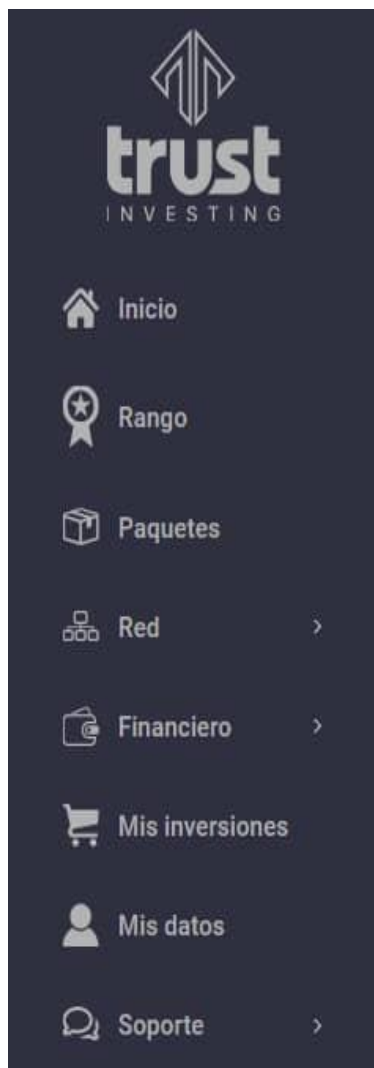 trust
INVESTING
Inicio
Rango
Paquetes
Red
Financiero
Mis inversiones
Mis datos
Soporte